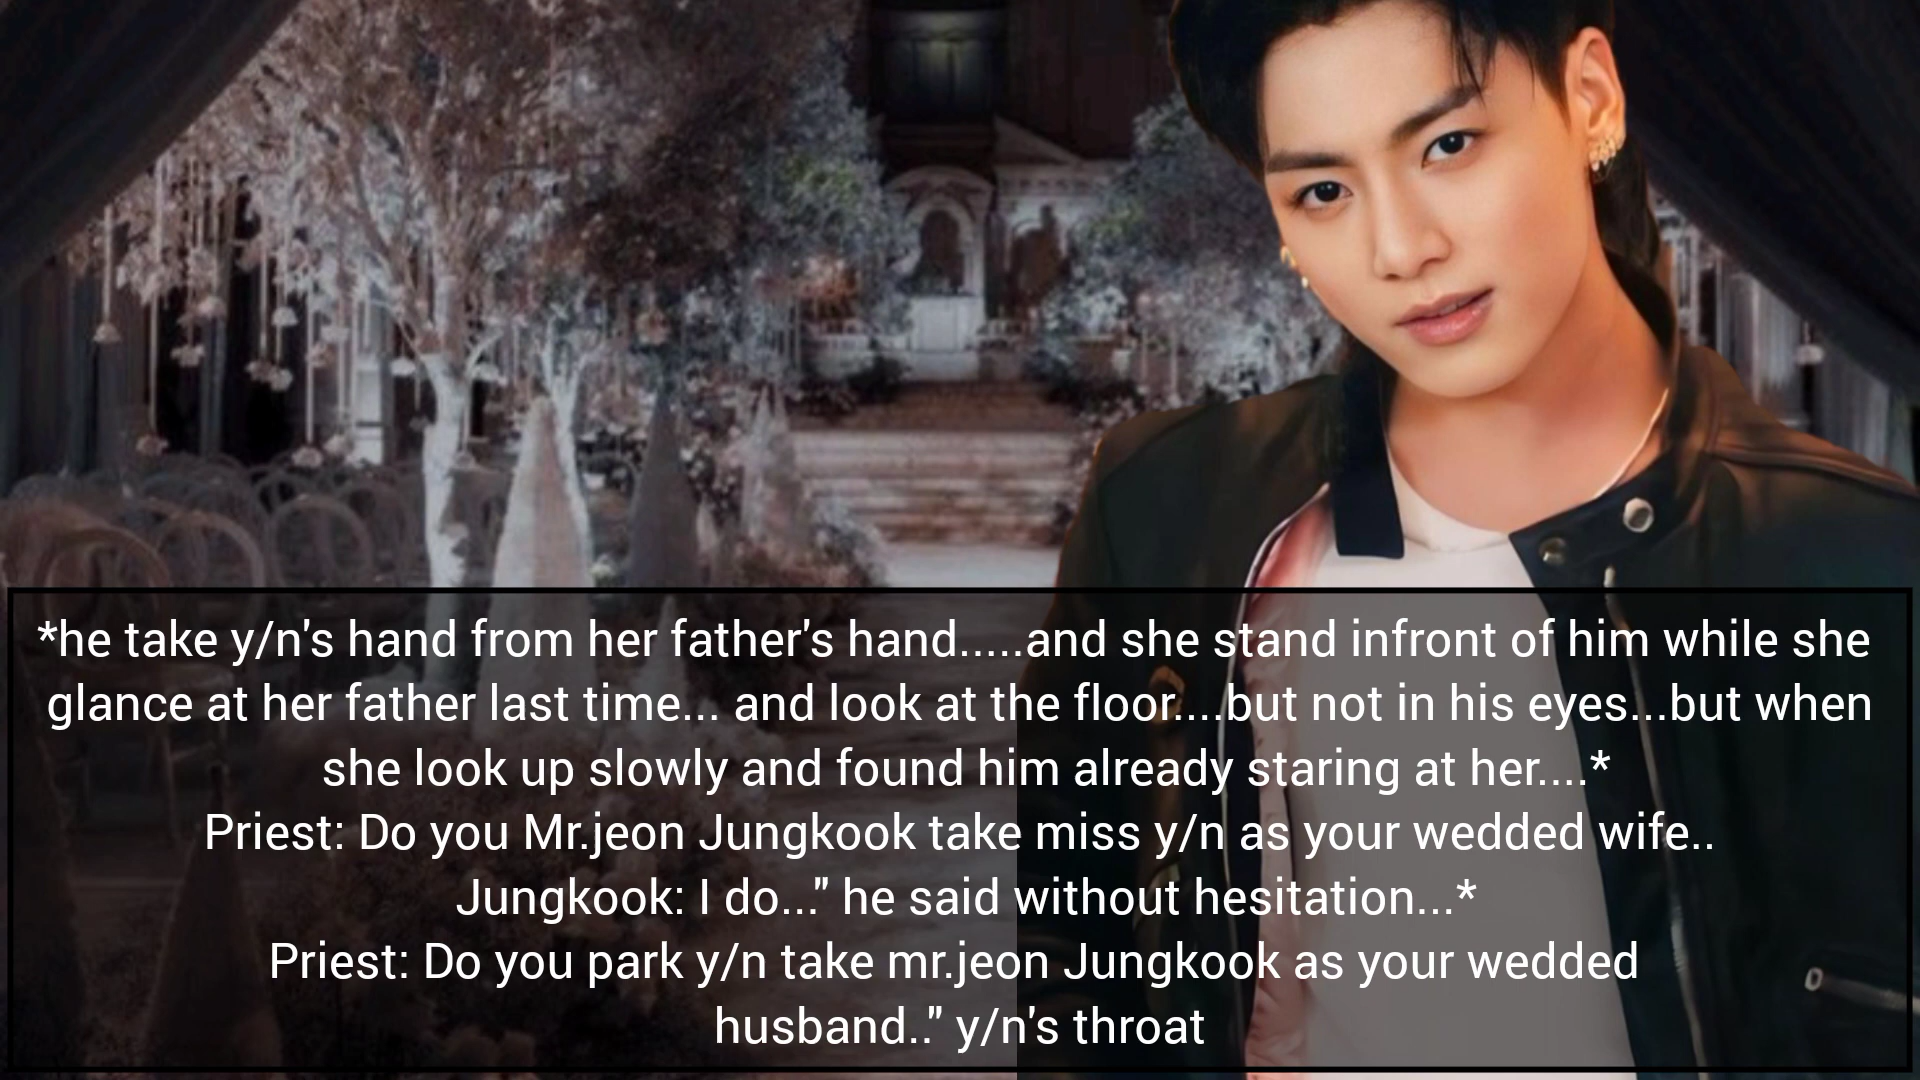 *he take y/n's hand from her father's hand.....and she stand infront of him while she
glance at her father last time... and look at the floor....but not in his eyes...but when
she look up slowly and found him already staring at her....*
Priest: Do you Mr.jeon Jungkook take miss y/n as your wedded wife..
Jungkook: I do..." he said without hesitation...*
Priest: Do you park y/n take mr.jeon Jungkook as your wedded
husband.." y/n's throat